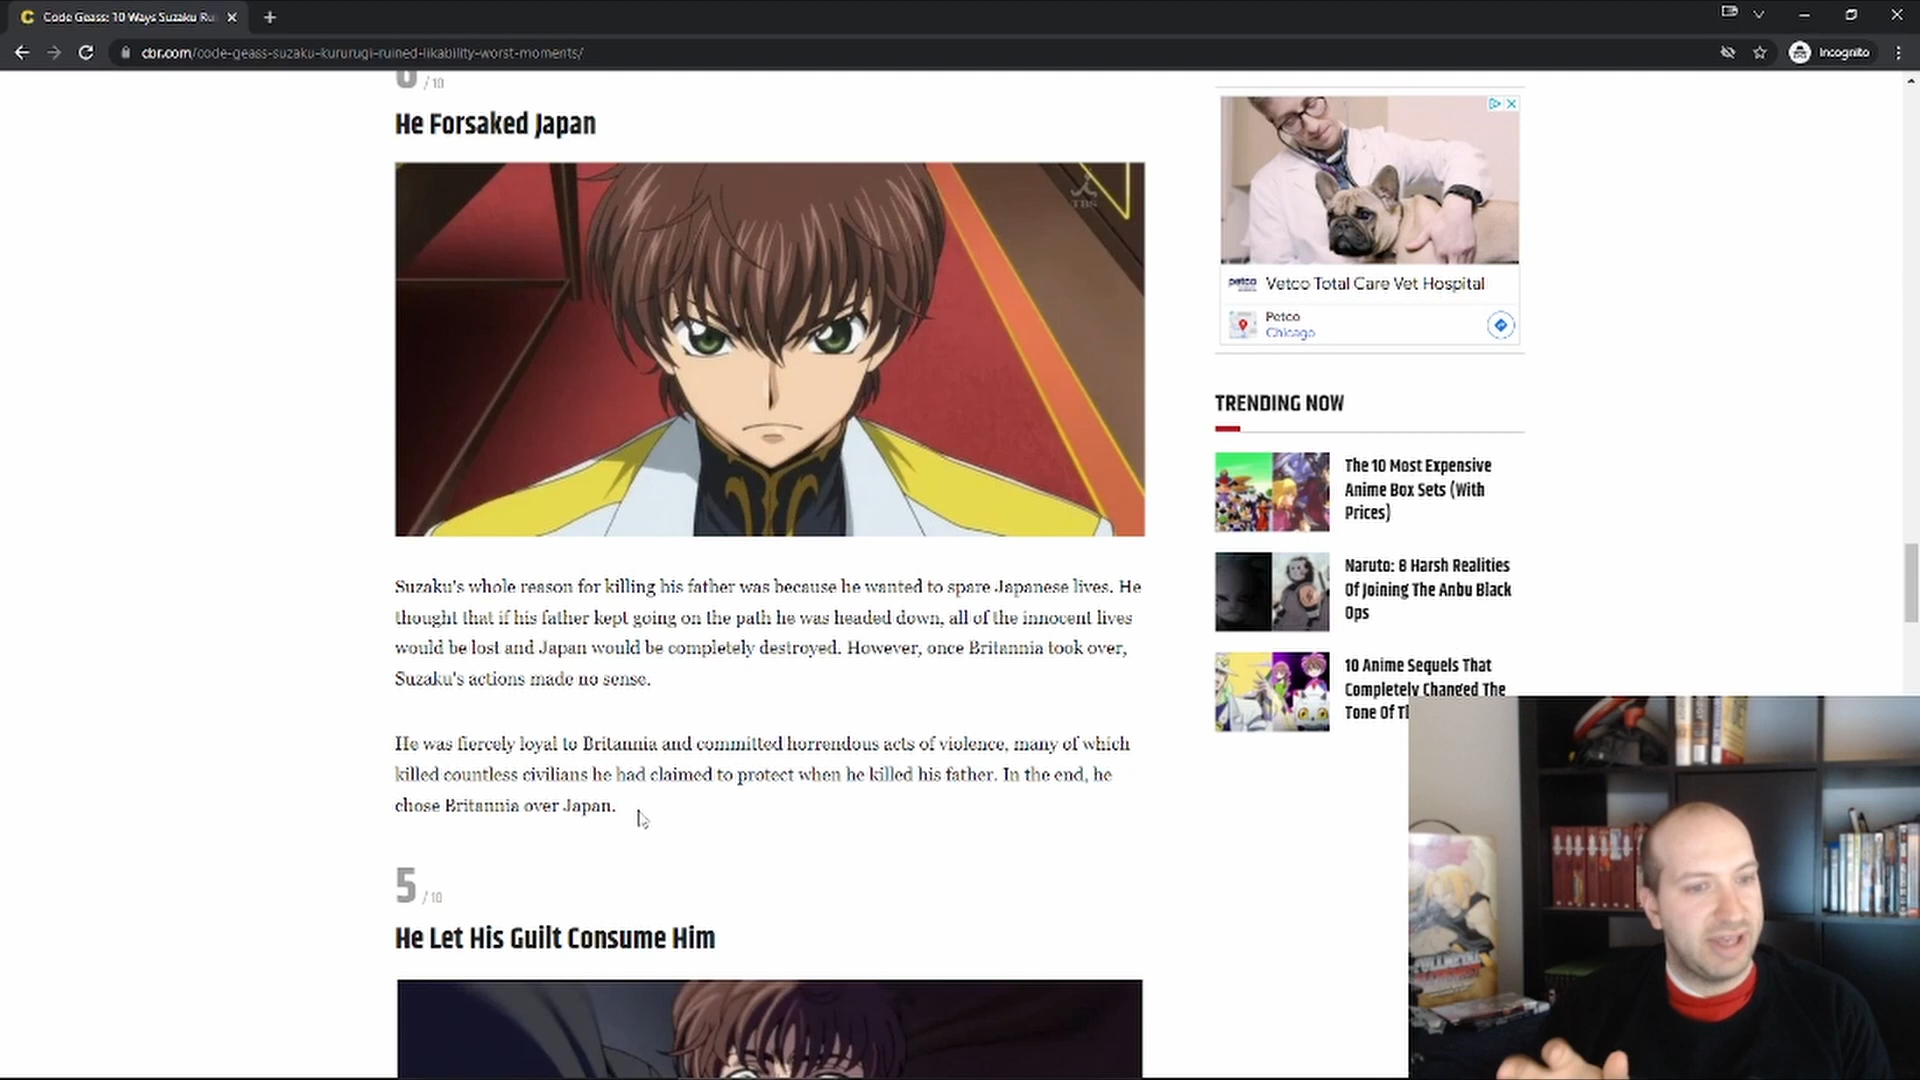 Code Geass: 10 Ways Suzaku Ru
cbr.com/code-geass-suzaku-kururugi-ruined-likability-worst-moments/
Incognito
/ 10
He Forsaked Japan
TBS
Suzaku's whole reason for killing his father was because he wanted to spare Japanese lives. He
thought that if his father kept going on the path he was headed down, all of the innocent lives
would be lost and Japan would be completely destroyed. However, once Britannia took over,
Suzaku's actions made no sense.
He was fiercely loyal to Britannia and committed horrendous acts of violence, many of which
killed countless civilians he had claimed to protect when he killed his father. In the end, he
chose Britannia over Japan.
5 / 10
He Let His Guilt Consume Him
petco
Vetco Total Care Vet Hospital
Petco
Chicago
TRENDING NOW
The 10 Most Expensive
Anime Box Sets (With
Prices)
Naruto: 8 Harsh Realities
Of Joining The Anbu Black
Ops
10 Anime Sequels That
Completely Changed The
Tone Of
FULLMETAL